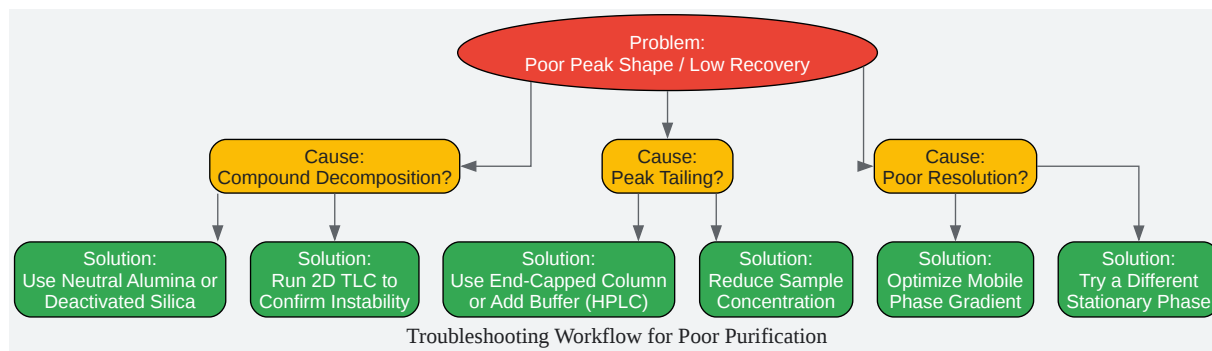 Problem:
Poor Peak Shape / Low Recovery
Cause:
Compound Decomposition?
Cause:
Peak Tailing?
Cause:
Poor Resolution?
Solution:
Use Neutral Alumina or
Deactivated Silica
Solution:
Run 2D TLC to
Confirm Instability
Solution:
Use End-Capped Column
or Add Buffer (HPLC)
Solution:
Reduce Sample
Concentration
Solution:
Optimize Mobile
Phase Gradient
Solution:
Try a Different
Stationary Phase
Troubleshooting Workflow for Poor Purification